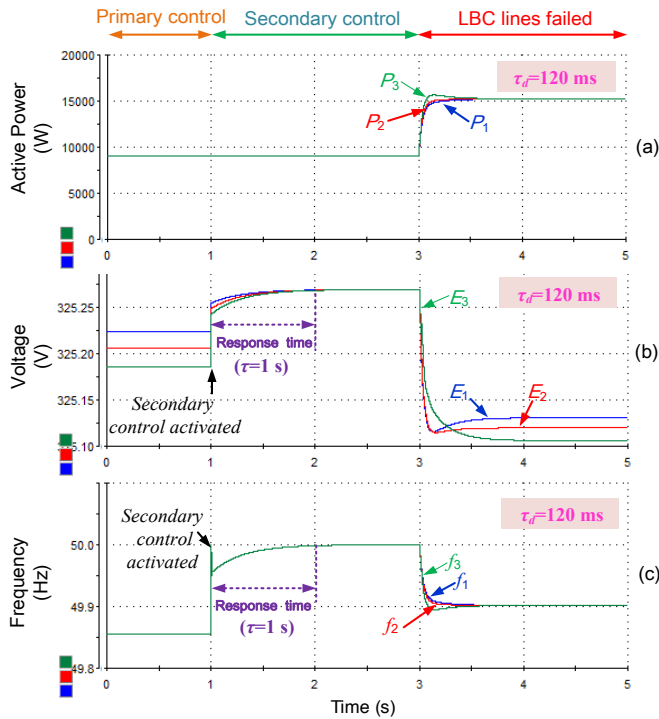 Primary control
Secondary control
LBC lines failed
Active Power
(W)
20000
15000
10000
5000
0
τd=120 ms
P3
P2
P1
(a)
0
1
2
3
4
5
Voltage
(V)
325.25
325.20
325.15
325.10
τd=120 ms
E3
E1
E2
Response time
(τ=1 s)
Secondary
control activated
(b)
0
1
2
3
4
5
Frequency
(Hz)
50.0
49.9
49.8
Secondary
control
activated
τd=120 ms
f3
f1
f2
Response time
(τ=1 s)
(c)
0
1
2
3
4
5
Time (s)